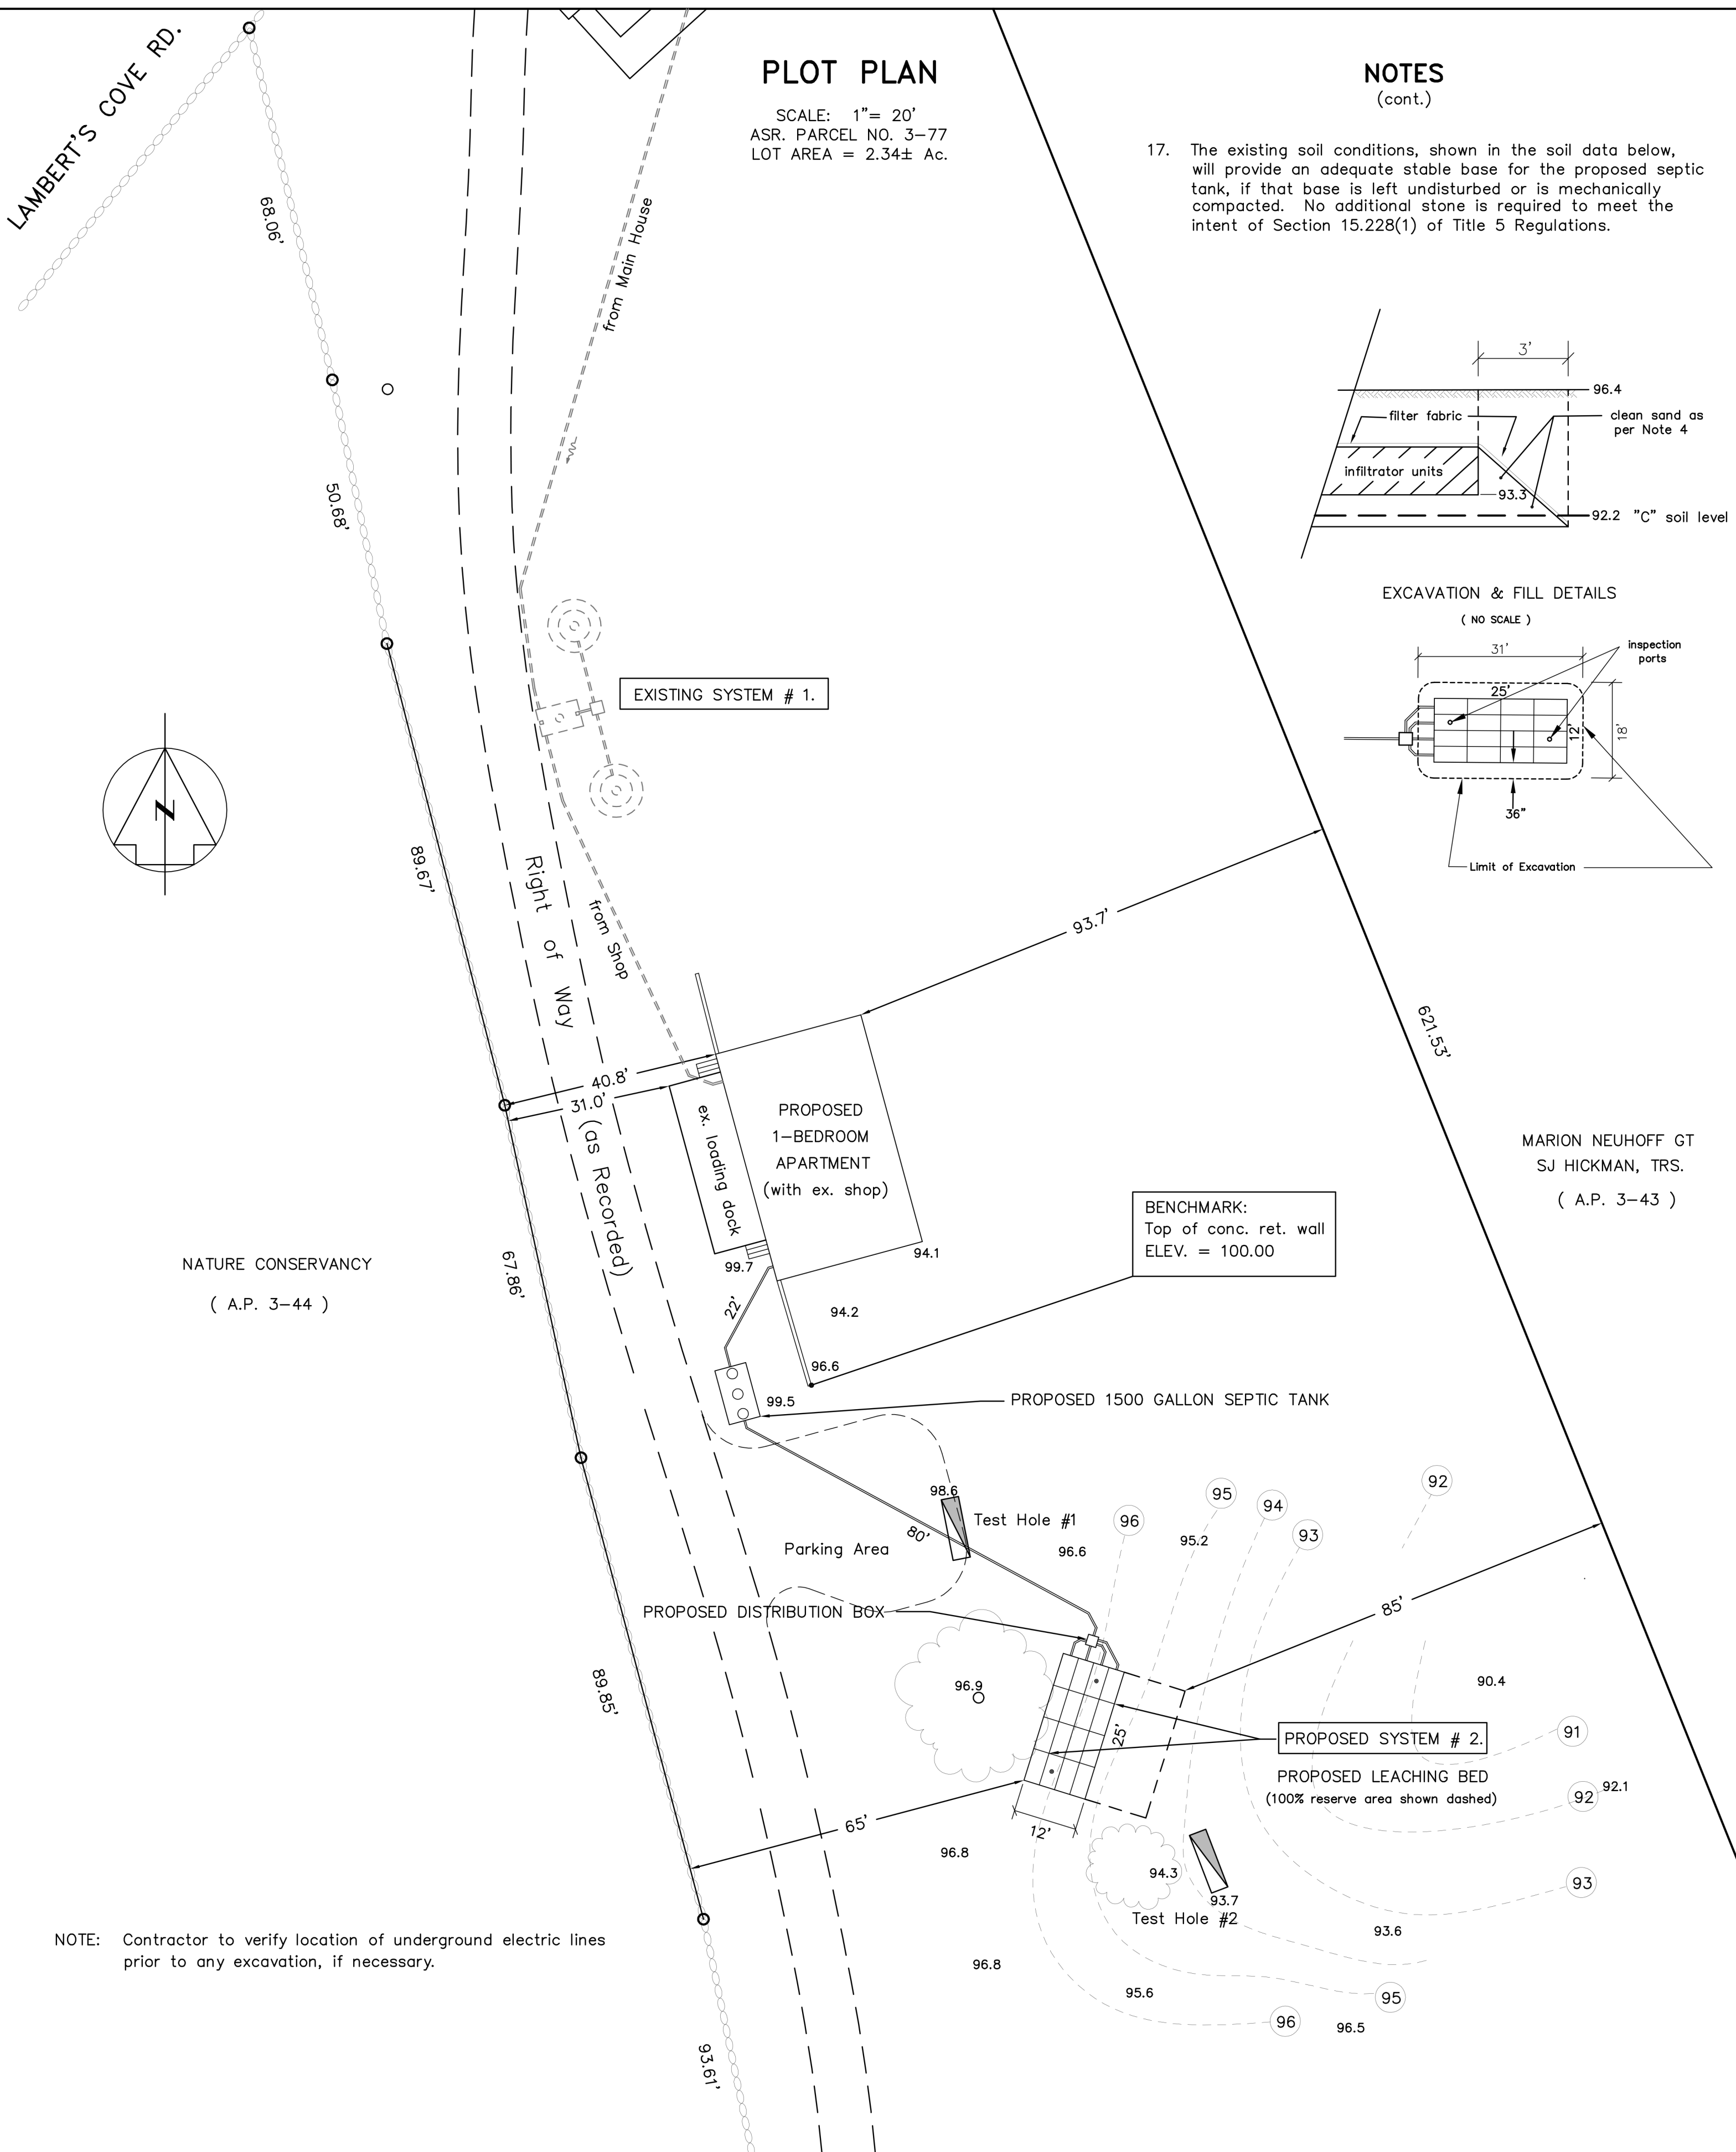 LAMBERT'S COVE RD.
PLOT PLAN
SCALE: 1"= 20'
ASR. PARCEL NO. 3-77
LOT AREA = 2.34± Ac.
NOTES
(cont.)
17. The existing soil conditions, shown in the soil data below,
will provide an adequate stable base for the proposed septic
tank, if that base is left undisturbed or is mechanically
compacted. No additional stone is required to meet the
intent of Section 15.228(1) of Title 5 Regulations.
68.06'
from Main House
3'
96.4
filter fabric
clean sand as
per Note 4
infiltrator units
93.3
92.2 "C" soil level
50.68'
EXCAVATION & FILL DETAILS
( NO SCALE )
31'
inspection
ports
25'
12'
18'
36"
Limit of Excavation
EXISTING SYSTEM # 1.
N
89.67'
Right of Way
(as Recorded)
from Shop
93.7'
621.53'
40.8'
31.0'
ex. loading dock
PROPOSED
1-BEDROOM
APARTMENT
(with ex. shop)
MARION NEUHOFF GT
SJ HICKMAN, TRS.
( A.P. 3-43 )
BENCHMARK:
Top of conc. ret. wall
ELEV. = 100.00
NATURE CONSERVANCY
( A.P. 3-44 )
67.86'
99.7
94.1
22'
94.2
96.6
99.5
PROPOSED 1500 GALLON SEPTIC TANK
98.6
Test Hole #1
80'
Parking Area
96.6
96
95
95.2
94
93
92
85'
PROPOSED DISTRIBUTION BOX
89.85'
96.9
25'
90.4
PROPOSED SYSTEM # 2.
91
PROPOSED LEACHING BED
(100% reserve area shown dashed)
92
92.1
65'
12'
96.8
94.3
93.7
Test Hole #2
93
93.6
NOTE: Contractor to verify location of underground electric lines
prior to any excavation, if necessary.
96.8
95.6
95
96
96.5
93.61'